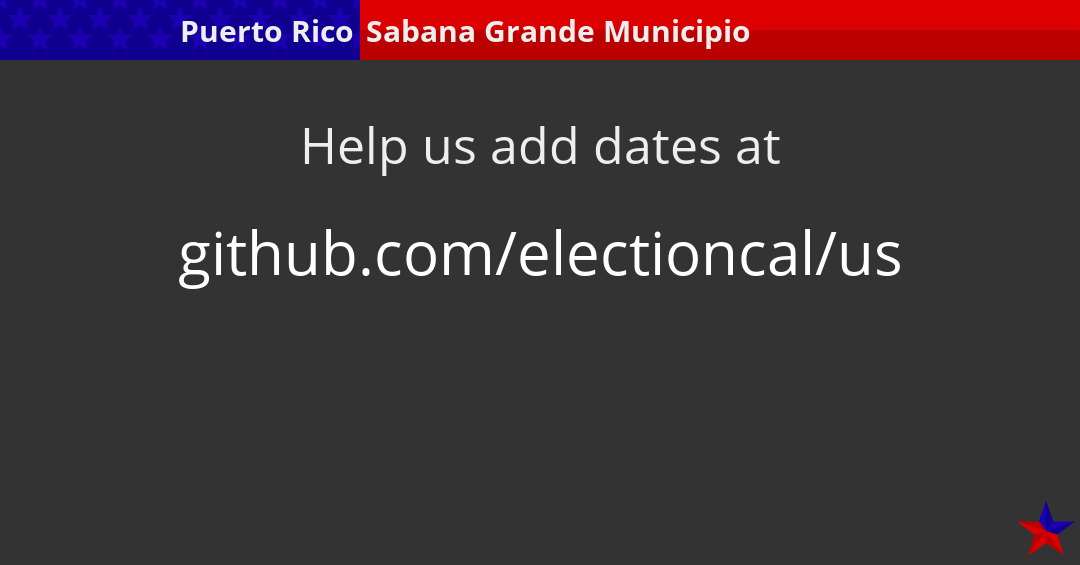 Puerto Rico Sabana Grande Municipio
Help us add dates at
github.com/electioncal/us